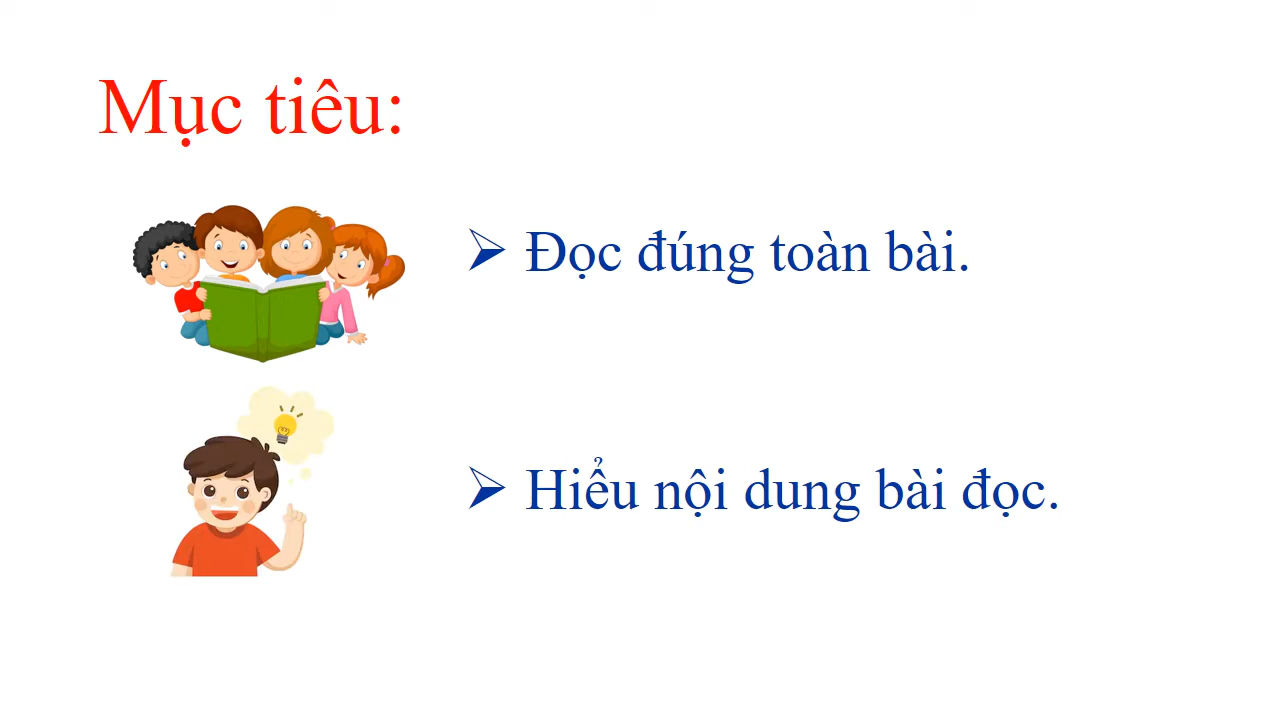 Mục tiêu:
➢ Đọc đúng toàn bài.
➢ Hiểu nội dung bài đọc.